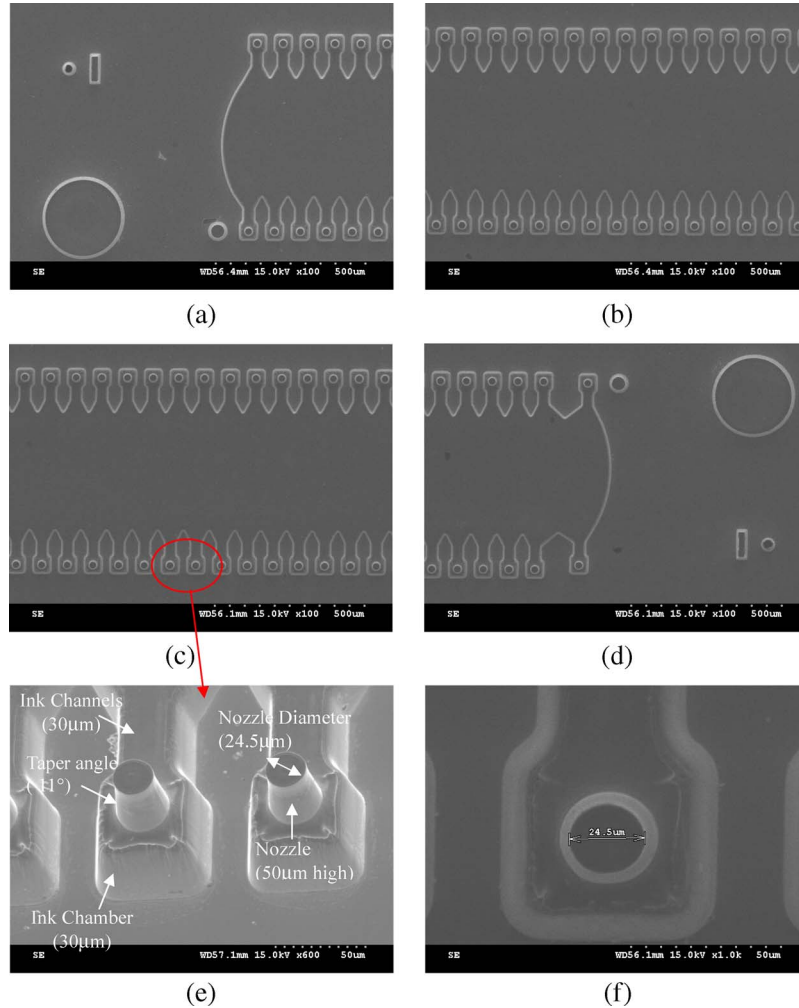 SE WD56.4mm 15.0kV x100 500um
(a)
SE WD56.4mm 15.0kV x100 500um
(b)
SE WD56.1mm 15.0kV x100 500um
(c)
SE WD56.1mm 15.0kV x100 500um
(d)
Ink Channels
(30μm)
Nozzle Diameter
(24.5μm)
Taper angle
( 11°)
Nozzle
(50μm high)
Ink Chamber
(30μm)
SE WD57.1mm 15.0kV x600 50um
(e)
24.5um
SE WD56.1mm 15.0kV x1.0k 50um
(f)